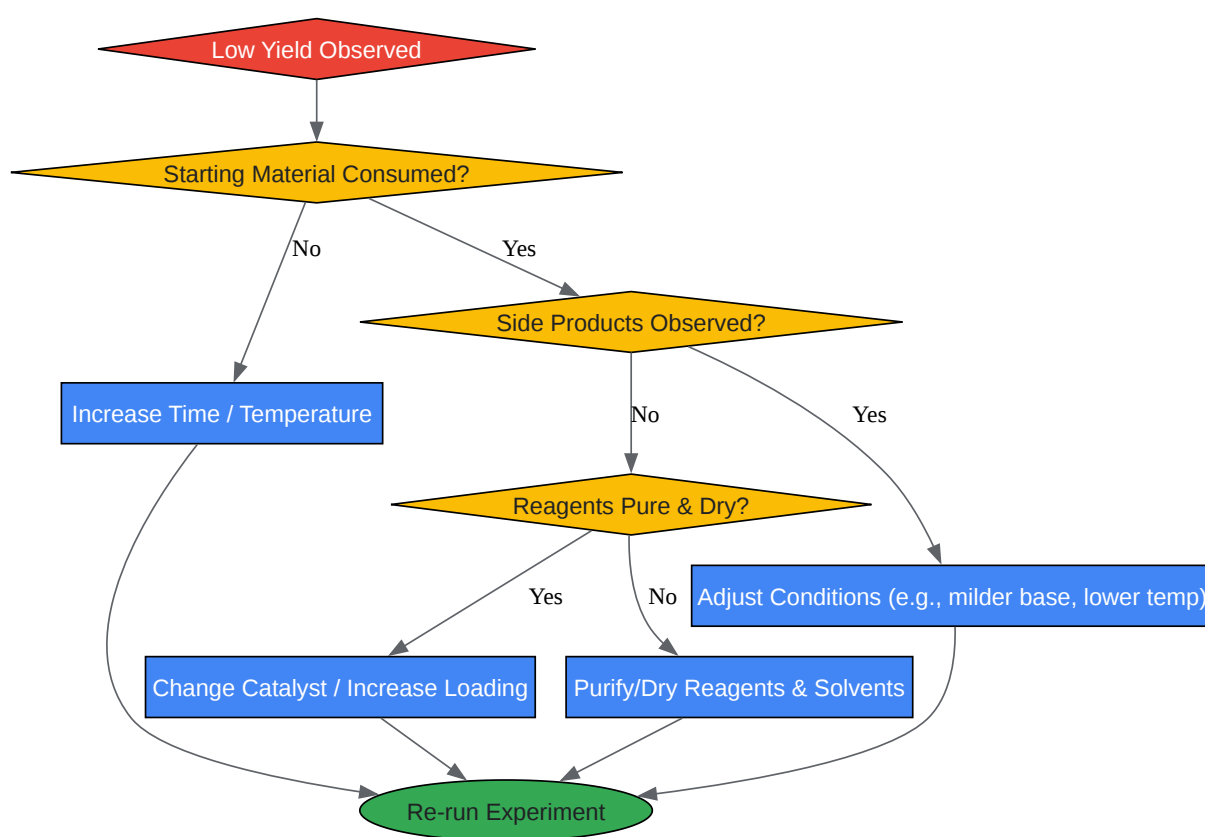 Low Yield Observed
Starting Material Consumed?
No
Yes
Side Products Observed?
Increase Time / Temperature
No
Yes
Reagents Pure & Dry?
Yes
No
Adjust Conditions (e.g., milder base, lower temp)
Change Catalyst / Increase Loading
Purify/Dry Reagents & Solvents
Re-run Experiment